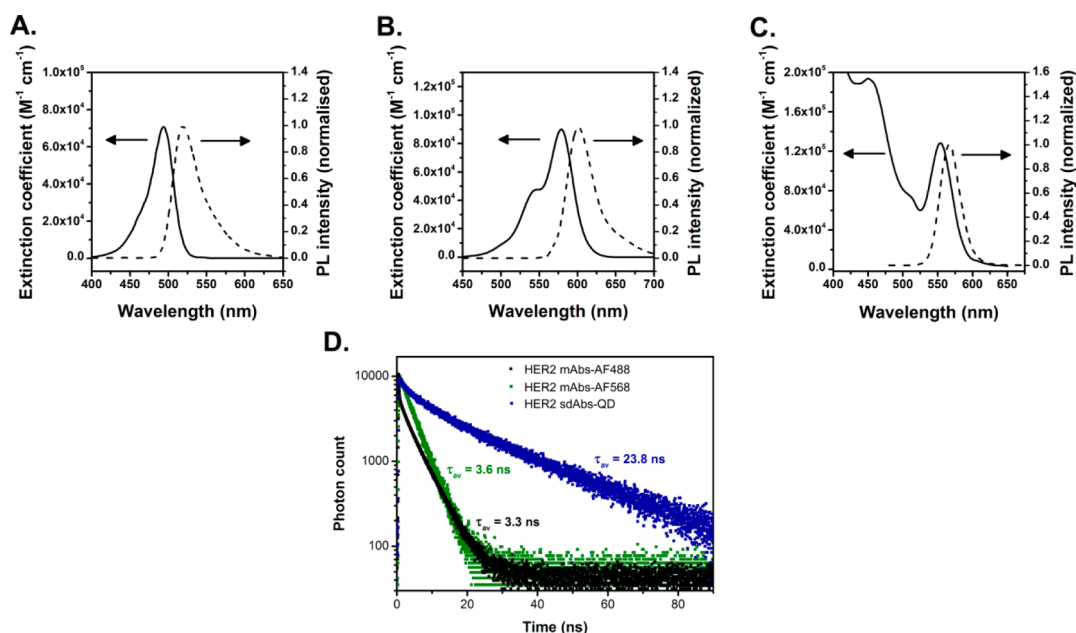 A.
Extinction coefficient (M⁻¹ cm⁻¹)
1.0x10⁵
8.0x10⁴
6.0x10⁴
4.0x10⁴
2.0x10⁴
0.0
400 450 500 550 600 650
Wavelength (nm)
1.4
1.2
1.0
0.8
0.6
0.4
0.2
0.0
PL intensity (normalised)
B.
Extinction coefficient (M⁻¹ cm⁻¹)
1.2x10⁵
1.0x10⁵
8.0x10⁴
6.0x10⁴
4.0x10⁴
2.0x10⁴
0.0
450 500 550 600 650 700
Wavelength (nm)
1.4
1.2
1.0
0.8
0.6
0.4
0.2
0.0
PL intensity (normalized)
C.
Extinction coefficient (M⁻¹ cm⁻¹)
2.0x10⁵
1.6x10⁵
1.2x10⁵
8.0x10⁴
4.0x10⁴
0.0
400 450 500 550 600 650
Wavelength (nm)
1.6
1.4
1.2
1.0
0.8
0.6
0.4
0.2
0.0
PL intensity (normalized)
D.
Photon count
10000
1000
100
HER2 mAbs-AF488
HER2 mAbs-AF568
HER2 sdAbs-QD
τav = 23.8 ns
τav = 3.6 ns
τav = 3.3 ns
0 20 40 60 80
Time (ns)